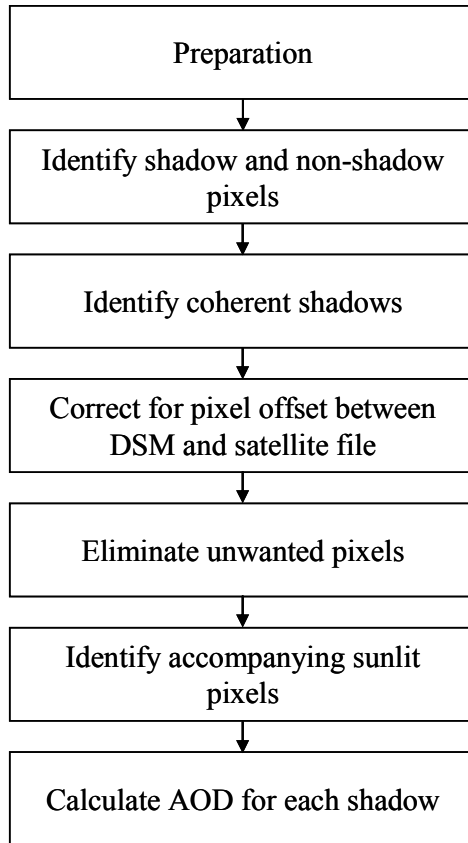 Preparation
Identify shadow and non-shadow
pixels
Identify coherent shadows
Correct for pixel offset between
DSM and satellite file
Eliminate unwanted pixels
Identify accompanying sunlit
pixels
Calculate AOD for each shadow